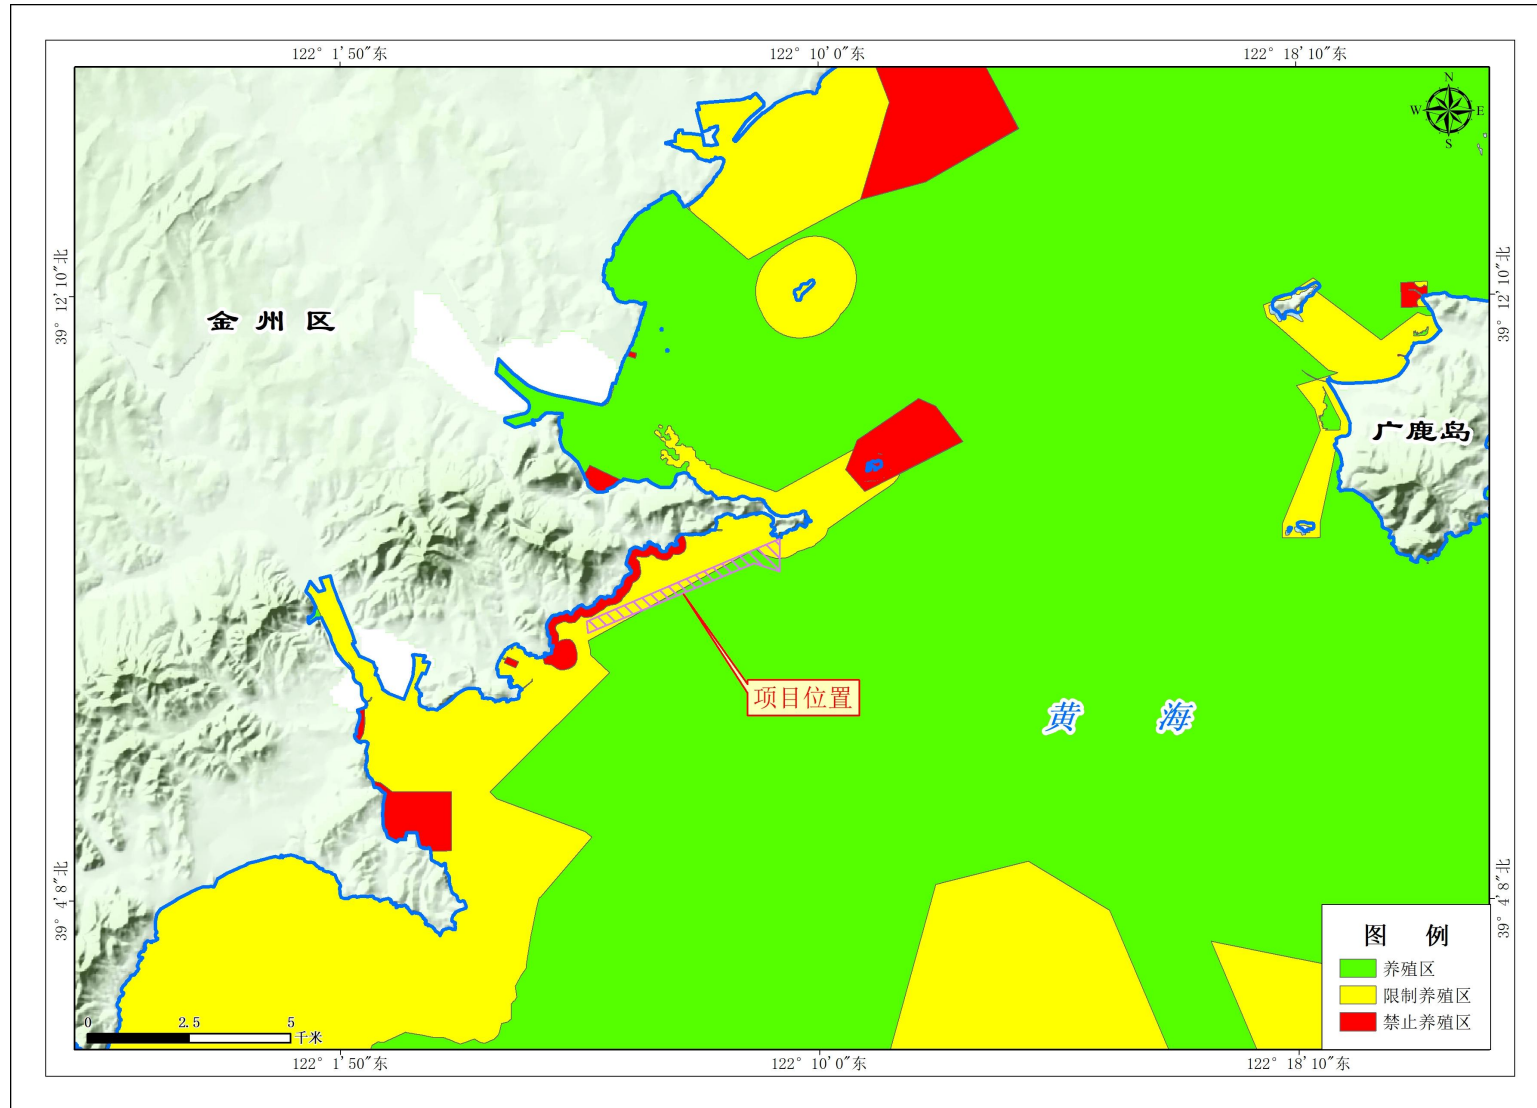 122° 1′50″东
122° 10′0″东
122° 18′10″东
N
W
E
S
39° 12′10″北
39° 12′10″北
金州区
广鹿岛
项目位置
黄 海
39° 4′8″北
39° 4′8″北
图 例
养殖区
限制养殖区
禁止养殖区
0 2.5 5
千米
122° 1′50″东
122° 10′0″东
122° 18′10″东